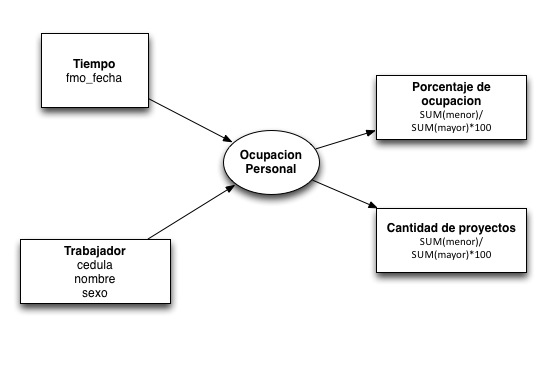 Tiempo
fmo_fecha
Porcentaje de
ocupacion
SUM(menor)/
SUM(mayor)*100
Ocupacion
Personal
Cantidad de proyectos
SUM(menor)/
SUM(mayor)*100
Trabajador
cedula
nombre
sexo